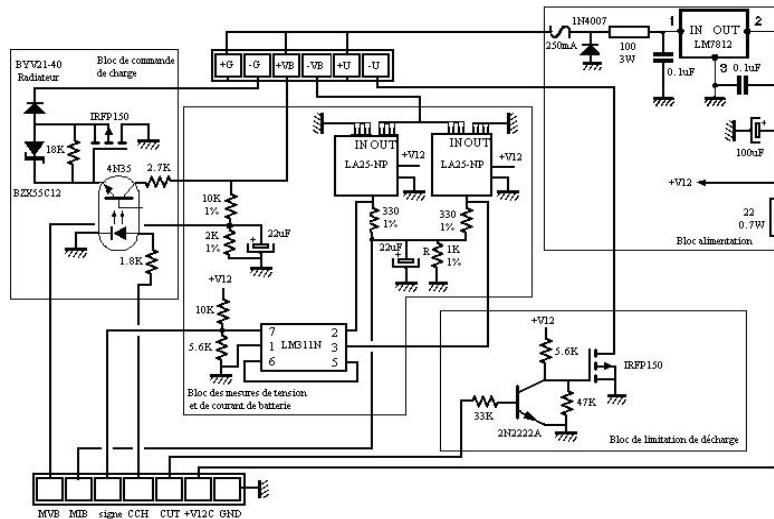 BYV21-40
Radiateur
Bloc de commande
de charge
IRFP150
18K
BZX55C12
4N35
2.7K
1.8K
+G
-G
+VB
-VB
+U
-U
1N4007
250mA
100
3W
1
IN OUT
LM7812
2
3
0.1uF
0.1uF
100uF
+V12
22
0.7W
Bloc alimentation
INOUT
LA25-NP
+V12
INOUT
LA25-NP
+V12
10K
1%
2K
1%
22uF
330
1%
330
1%
22uF
R
1K
1%
+V12
10K
5.6K
7
1
6
LM311N
2
3
5
Bloc des mesures de tension
et de courant de batterie
+V12
5.6K
IRFP150
33K
2N2222A
47K
Bloc de limitation de décharge
MVB
MIB
signe
CCH
CUT
+V12C
GND